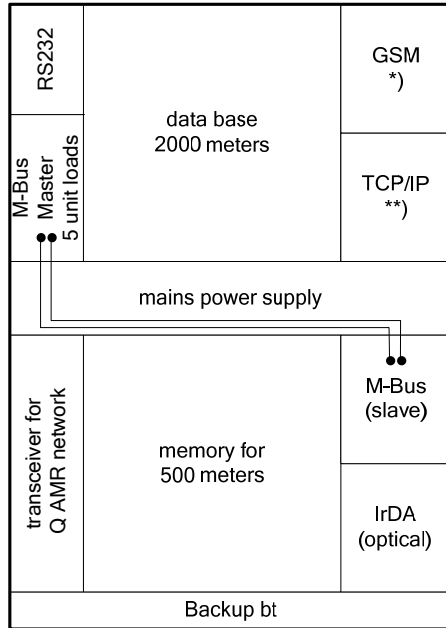 RS232
data base
2000 meters
GSM
*)
M-Bus
Master
5 unit loads
TCP/IP
**)
mains power supply
transceiver for
Q AMR network
memory for
500 meters
M-Bus
(slave)
IrDA
(optical)
Backup bt